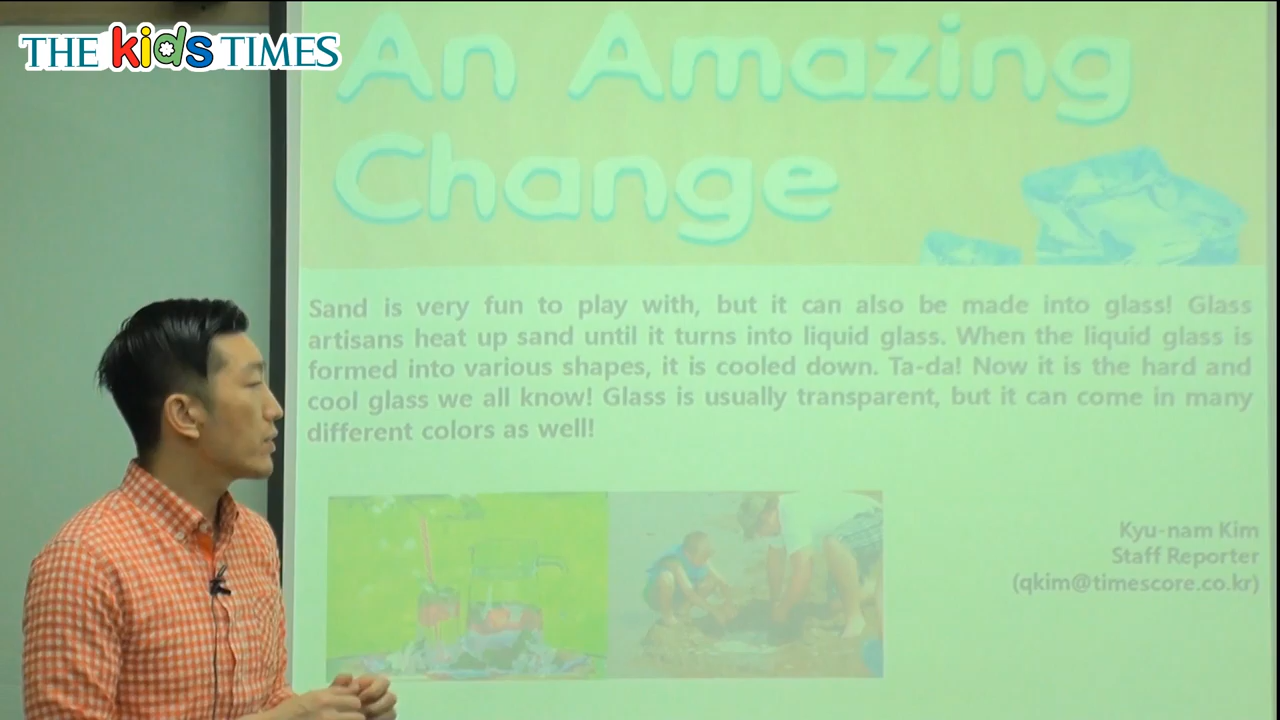 THE kids TIMES
An Amazing
Change
Sand is very fun to play with, but it can also be made into glass! Glass
artisans heat up sand until it turns into liquid glass. When the liquid glass is
formed into various shapes, it is cooled down. Ta-da! Now it is the hard and
cool glass we all know! Glass is usually transparent, but it can come in many
different colors as well!
Kyu-nam Kim
Staff Reporter
(qkim@timescore.co.kr)